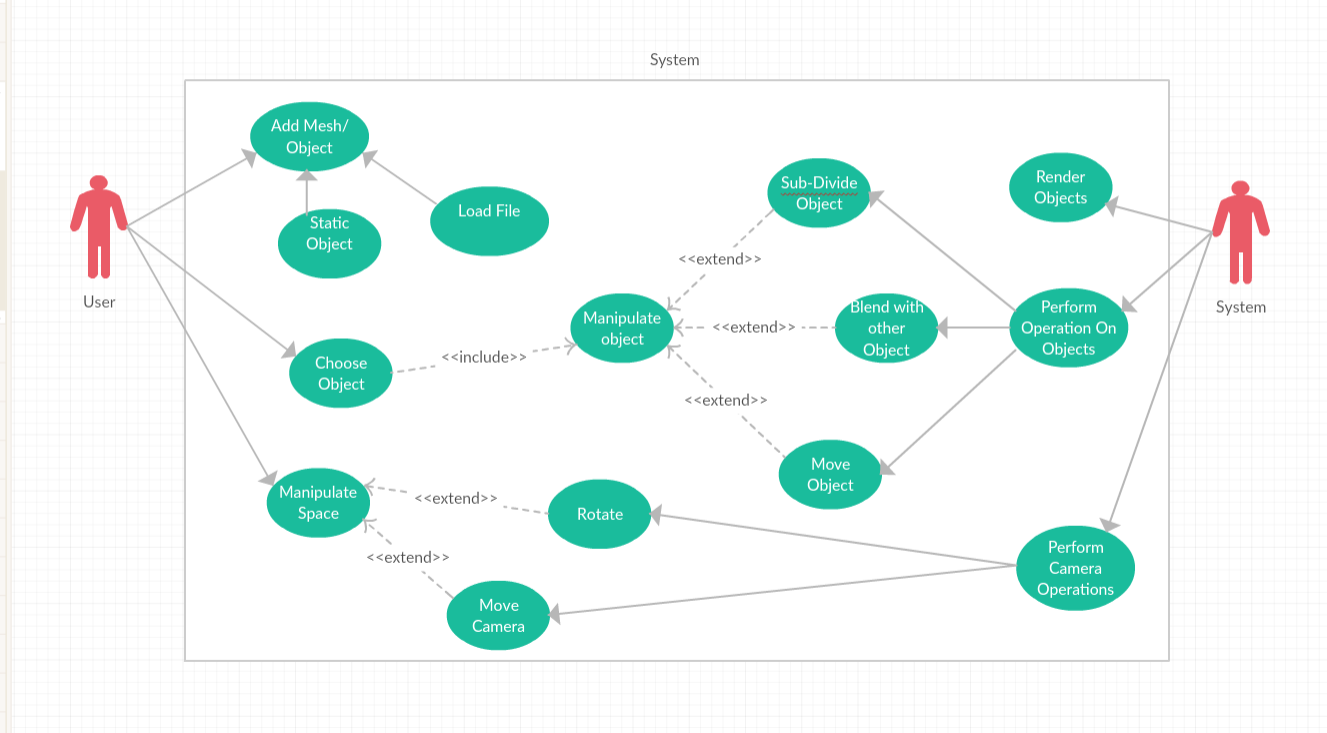 System
Add Mesh/
Object
Static
Object
Load File
User
Choose
Object
<<include>>
Manipulate
object
<<extend>>
<<extend>>
<<extend>>
Sub-Divide
Object
Blend with
other
Object
Move
Object
Render
Objects
Perform
Operation On
Objects
System
Manipulate
Space
<<extend>>
<<extend>>
Rotate
Move
Camera
Perform
Camera
Operations